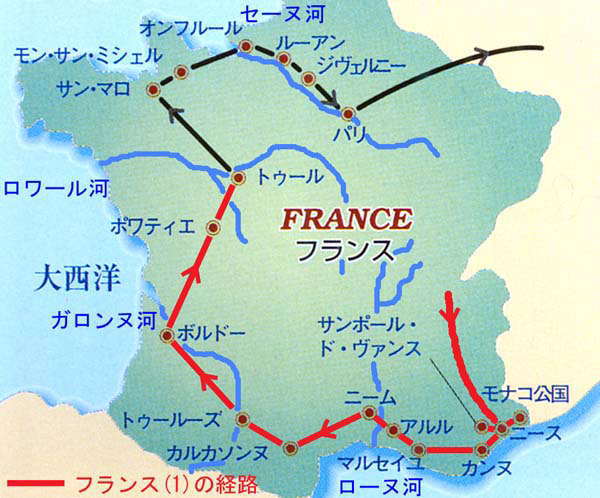 セーヌ河
オンフルール
ルーアン
モン・サン・ミシェル
ジヴェルニー
サン・マロ
パリ
トゥール
ロワール河
ポワティエ
FRANCE
フランス
大西洋
ガロンヌ河
ボルドー
サンポール・
ド・ヴァンス
モナコ公国
ニーム
トゥールーズ
アルル
ニース
カルカソンヌ
マルセイユ
カンヌ
フランス(1)の経路
ローヌ河